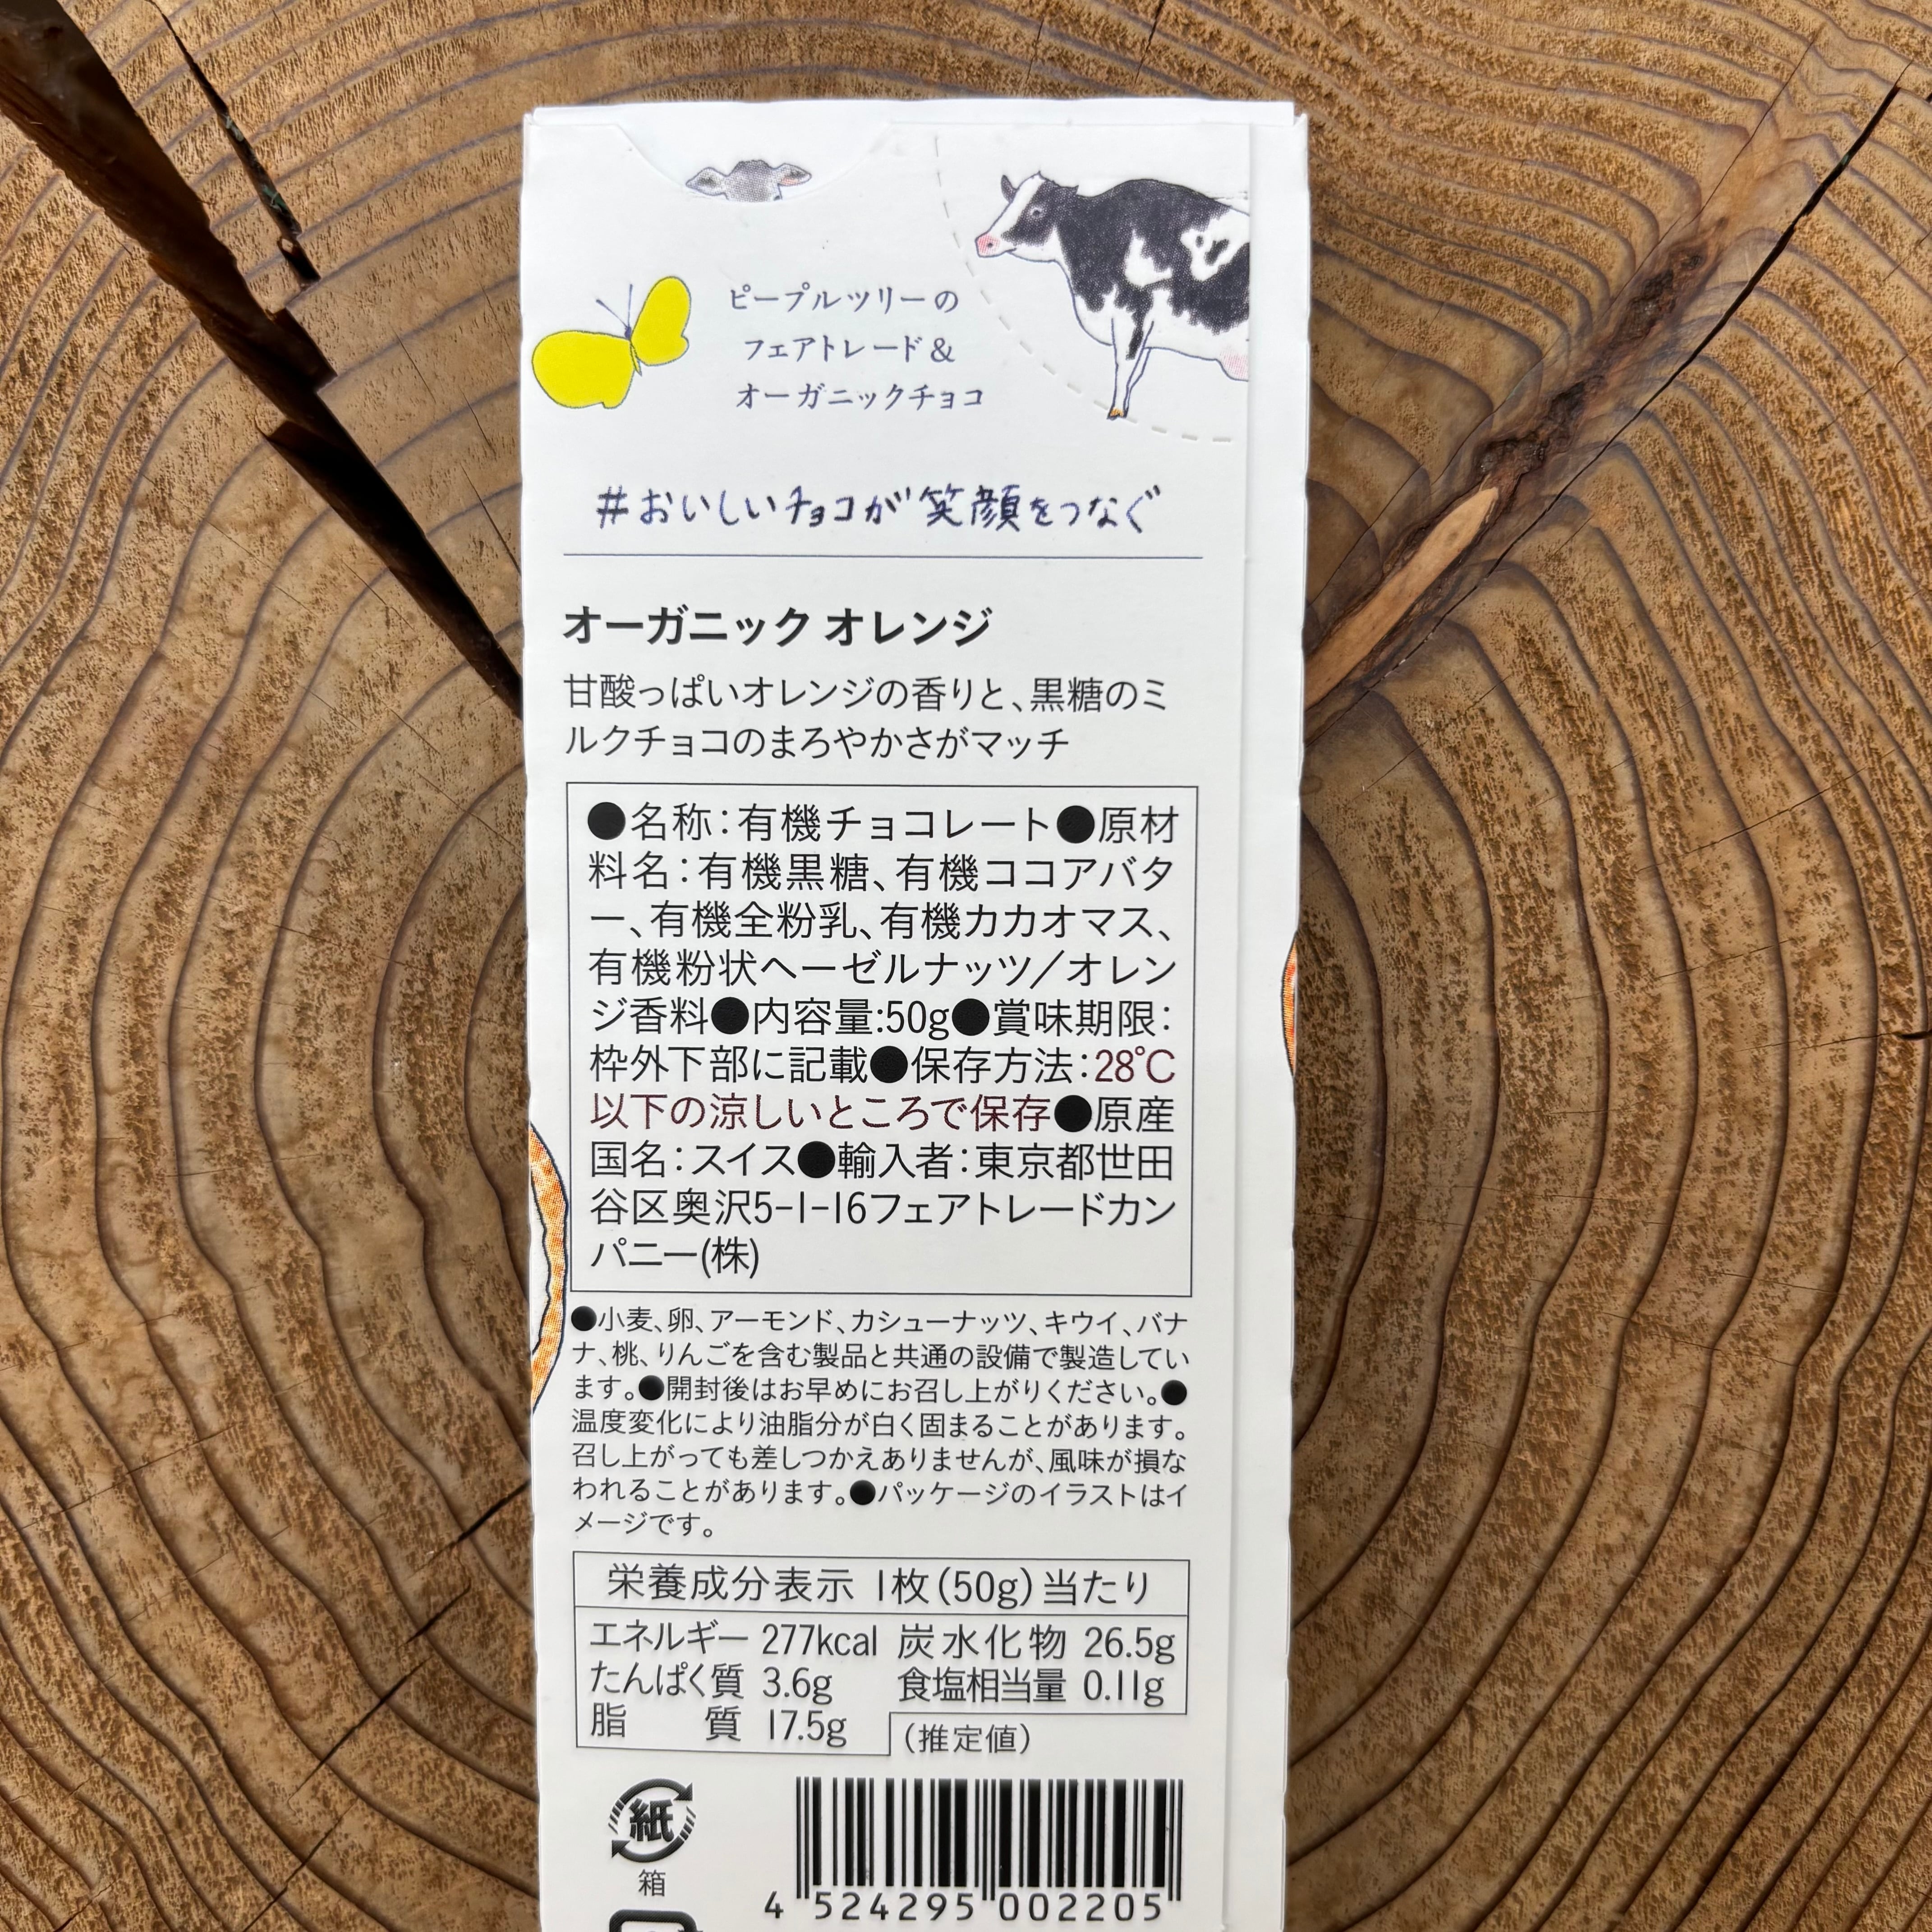 ピープルツリーの
フェアトレード&
オーガニックチョコ
#おいしいチョコが笑顔をつなぐ
オーガニック オレンジ
甘酸っぱいオレンジの香りと、黒糖のミ
ルクチョコのまろやかさがマッチ
●名称：有機チョコレート●原材
料名：有機黒糖、有機ココアバタ
ー、有機全粉乳、有機カカオマス、
有機粉状ヘーゼルナッツ／オレン
ジ香料●内容量:50g●賞味期限：
枠外下部に記載●保存方法：28℃
以下の涼しいところで保存●原産
国名：スイス●輸入者：東京都世田
谷区奥沢5-1-16フェアトレードカン
パニー(株)
●小麦、卵、アーモンド、カシューナッツ、キウイ、バナ
ナ、桃、りんごを含む製品と共通の設備で製造してい
ます。●開封後はお早めにお召し上がりください。●
温度変化により油脂分が白く固まることがあります。
召し上がっても差しつかえありませんが、風味が損な
われることがあります。●パッケージのイラストはイ
メージです。
栄養成分表示 1枚(50g)当たり
エネルギー 277kcal 炭水化物 26.5g
たんぱく質 3.6g 食塩相当量 0.11g
脂質 17.5g (推定値)
紙
箱
4 524295 002205